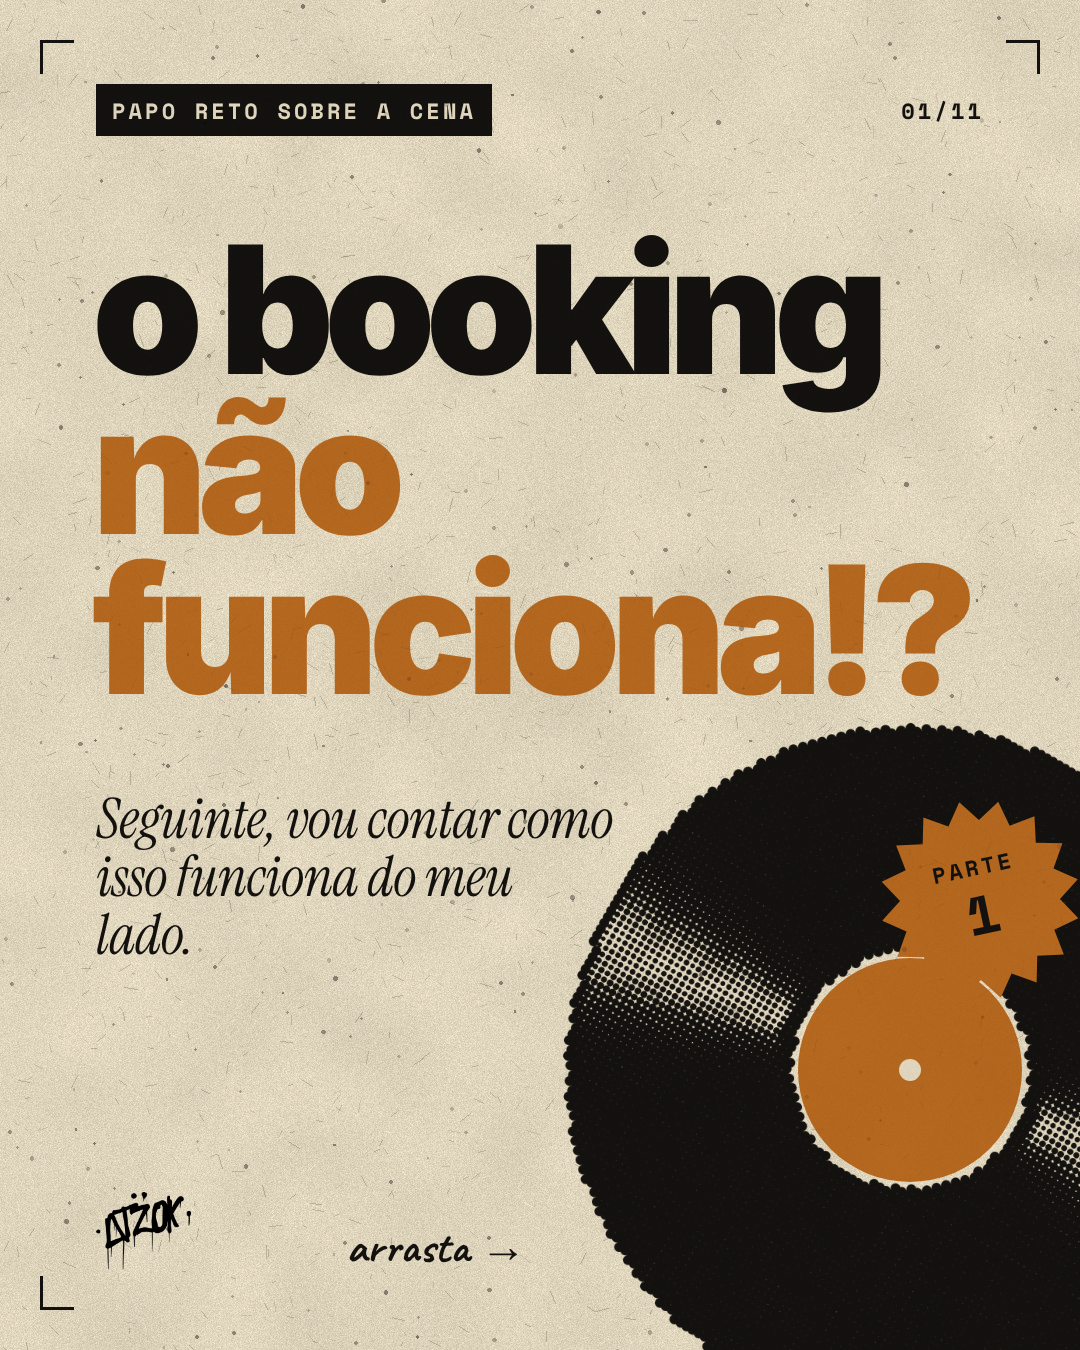 PAPO RETO SOBRE A CENA
01/11
o booking
não
funciona!?
Seguinte, vou contar como
isso funciona do meu
lado.
PARTE
1
arrasta →